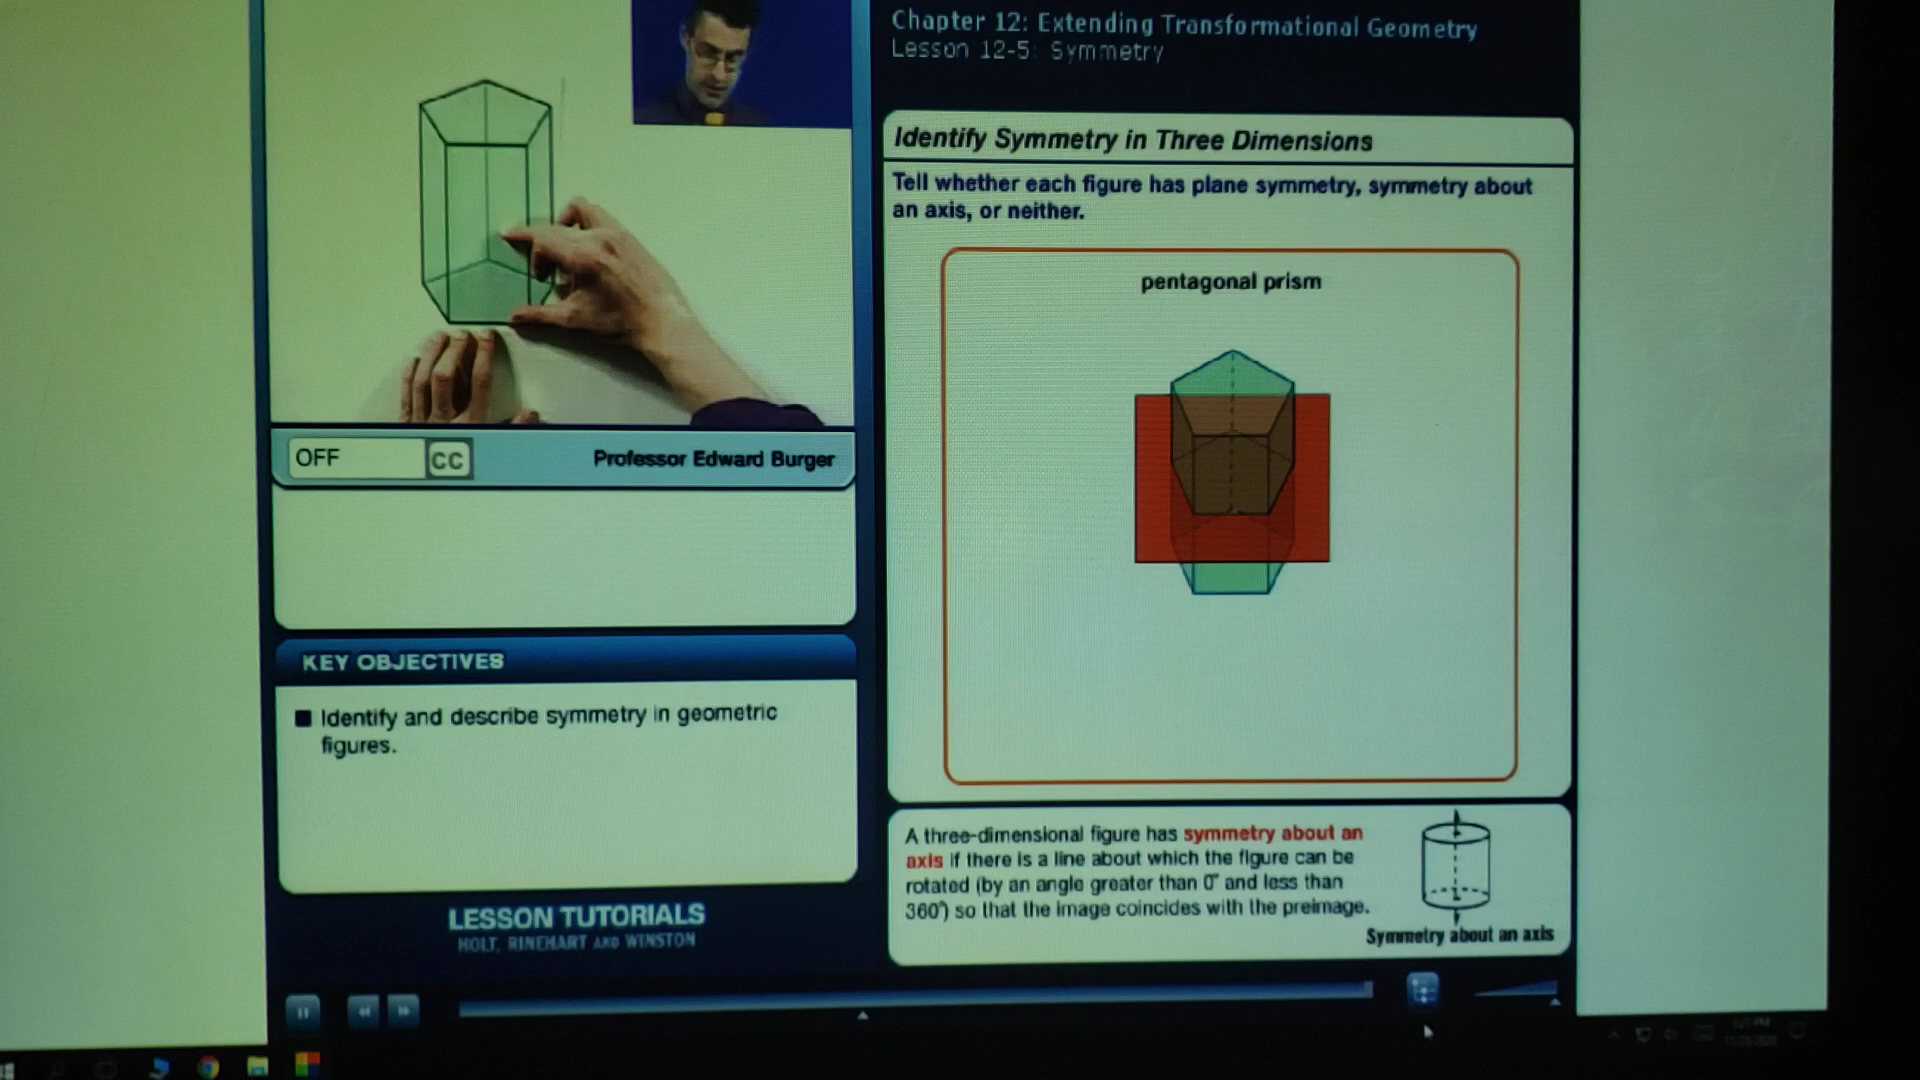 Chapter 12: Extending Transformational Geometry
Lesson 12-5: Symmetry
Identify Symmetry in Three Dimensions
Tell whether each figure has plane symmetry, symmetry about
an axis, or neither.
pentagonal prism
OFF
CC
Professor Edward Burger
KEY OBJECTIVES
Identify and describe symmetry in geometric
figures.
LESSON TUTORIALS
HOLT, RINEHART AND WINSTON
A three-dimensional figure has symmetry about an
axis if there is a line about which the figure can be
rotated (by an angle greater than 0° and less than
360°) so that the image coincides with the preimage.
Symmetry about an axis